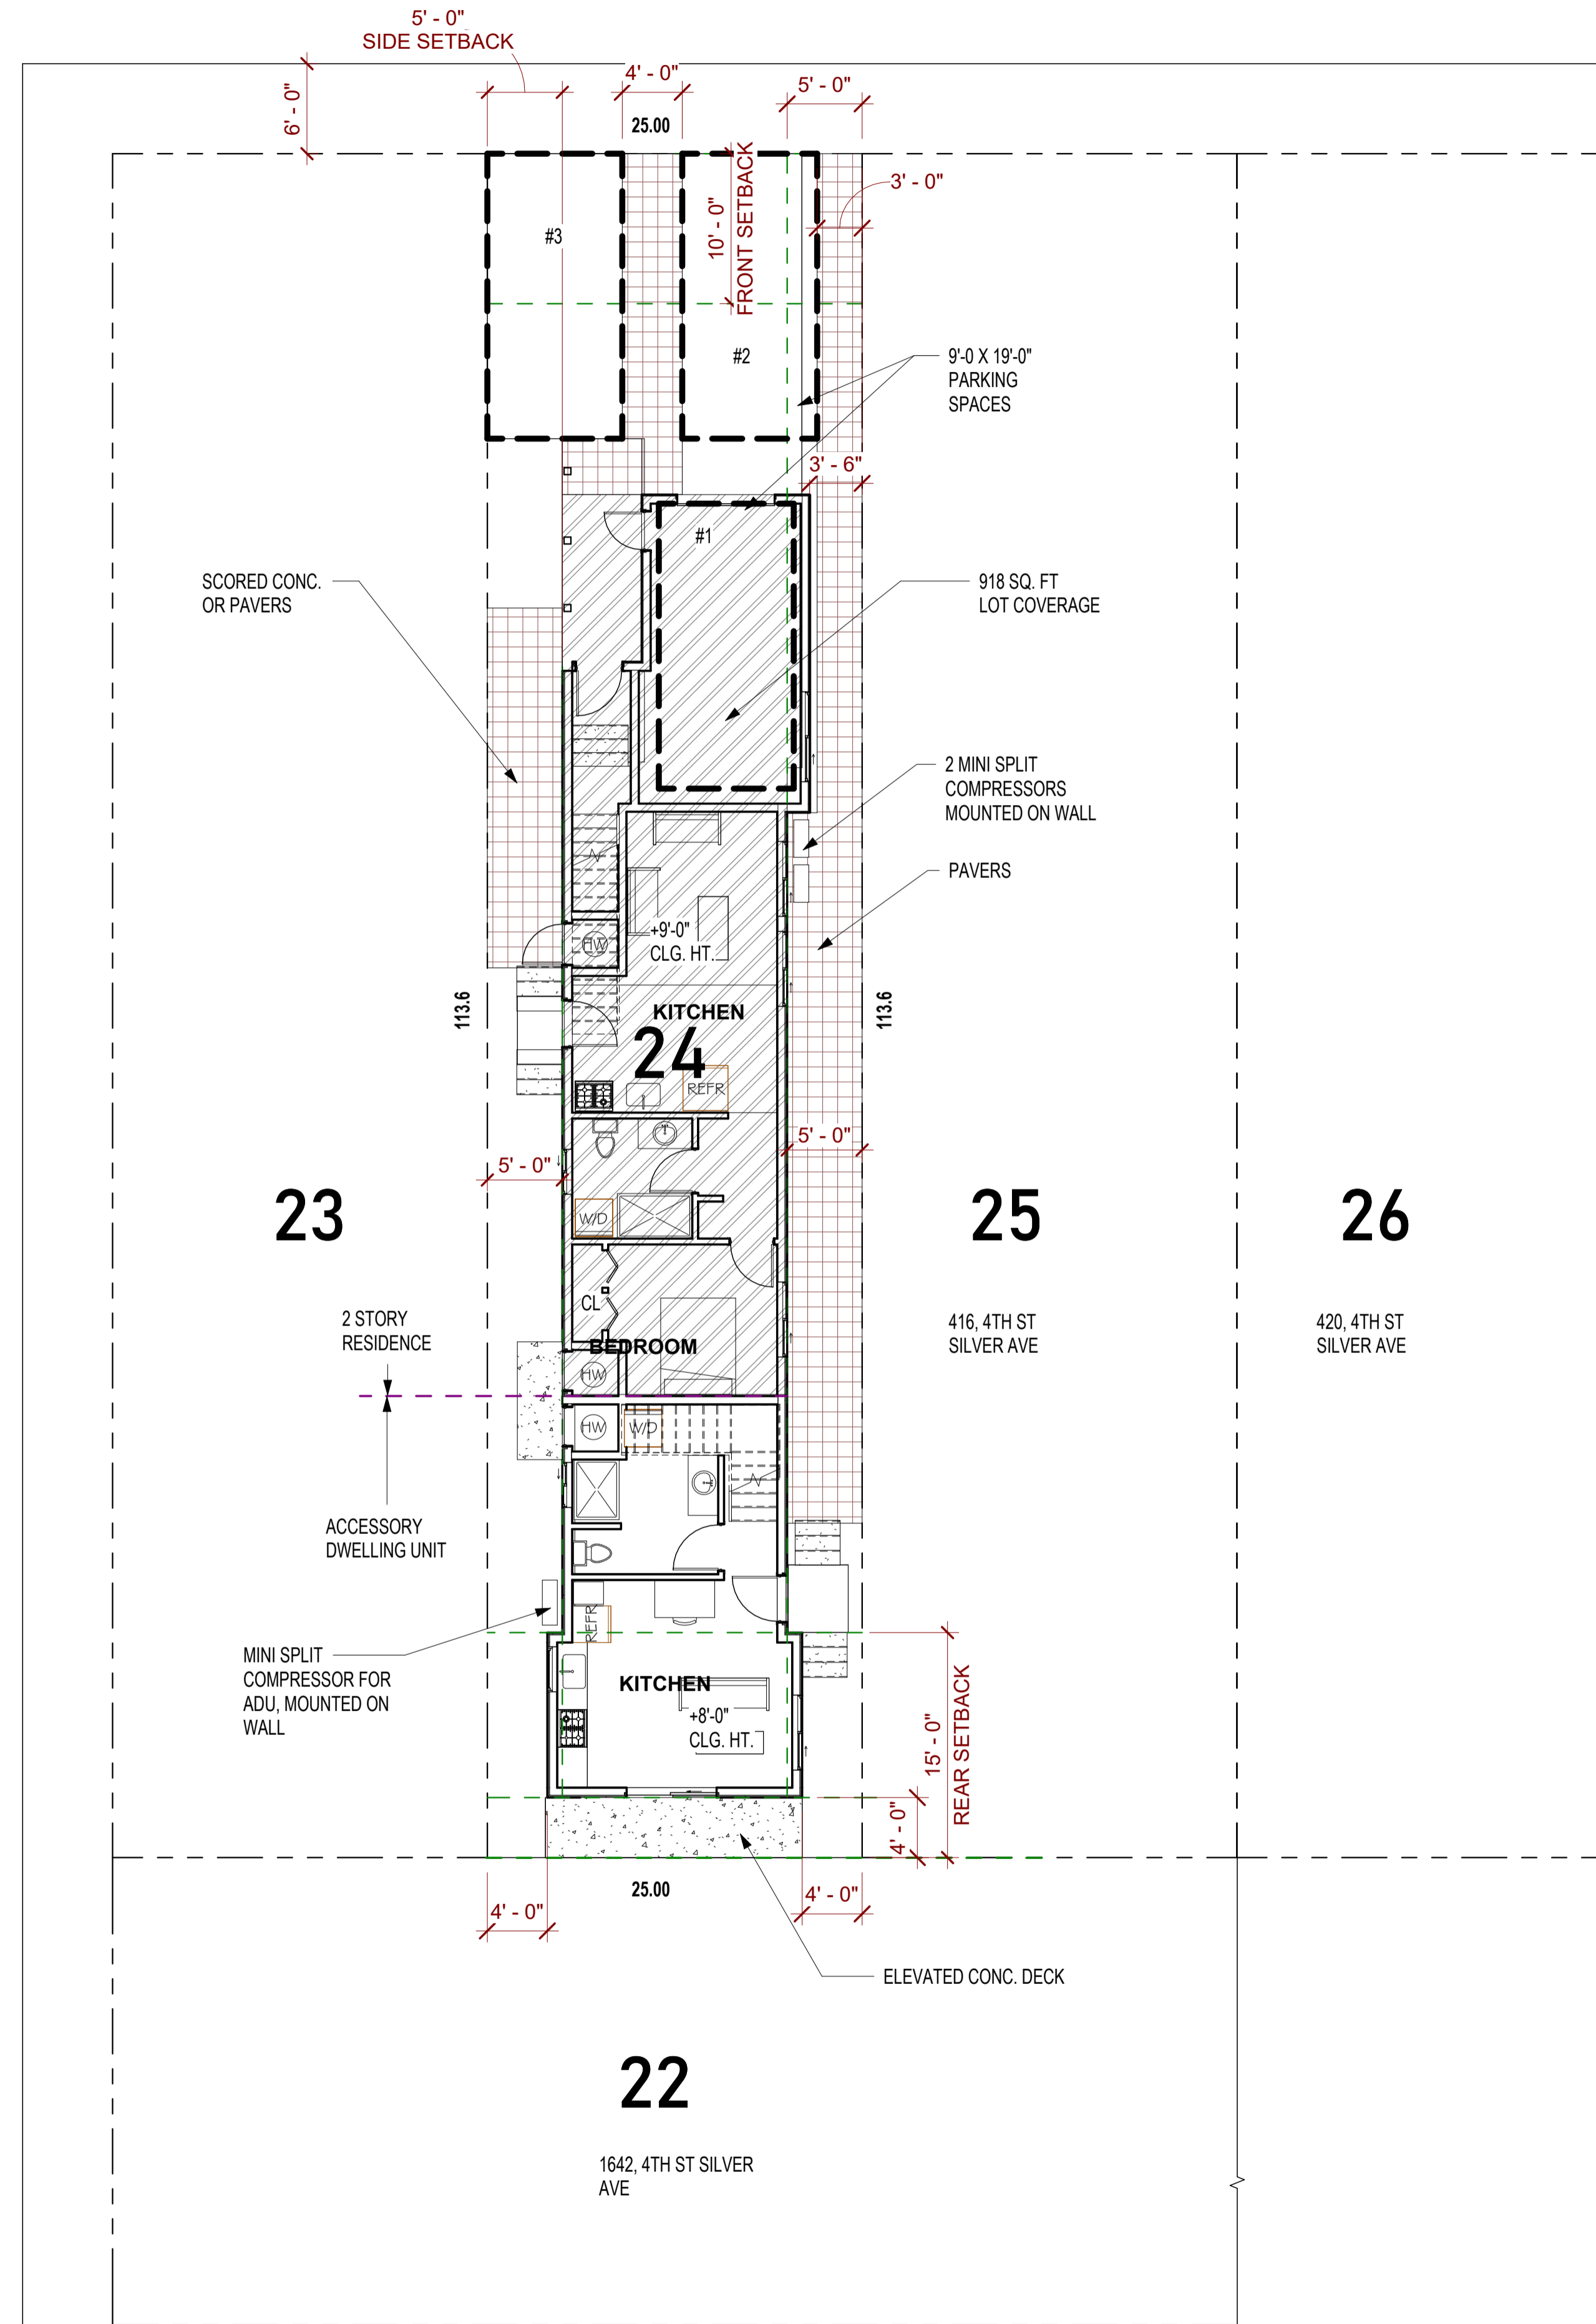 5' - 0"
SIDE SETBACK
6' - 0"
4' - 0"
5' - 0"
25.00
3' - 0"
10' - 0"
FRONT SETBACK
#3
#2
9'-0 X 19'-0"
PARKING
SPACES
3' - 6"
#1
SCORED CONC.
OR PAVERS
918 SQ. FT
LOT COVERAGE
2 MINI SPLIT
COMPRESSORS
MOUNTED ON WALL
PAVERS
HW
+9'-0"
CLG. HT.
113.6
113.6
KITCHEN
24
REFR
5' - 0"
5' - 0"
W/D
23
25
26
CL
2 STORY
RESIDENCE
416, 4TH ST
SILVER AVE
420, 4TH ST
SILVER AVE
BEDROOM
HW
HW
W/D
ACCESSORY
DWELLING UNIT
REFR
MINI SPLIT
COMPRESSOR FOR
ADU, MOUNTED ON
WALL
KITCHEN
+8'-0"
CLG. HT.
15' - 0"
REAR SETBACK
4' - 0"
25.00
4' - 0"
4' - 0"
ELEVATED CONC. DECK
22
1642, 4TH ST SILVER
AVE